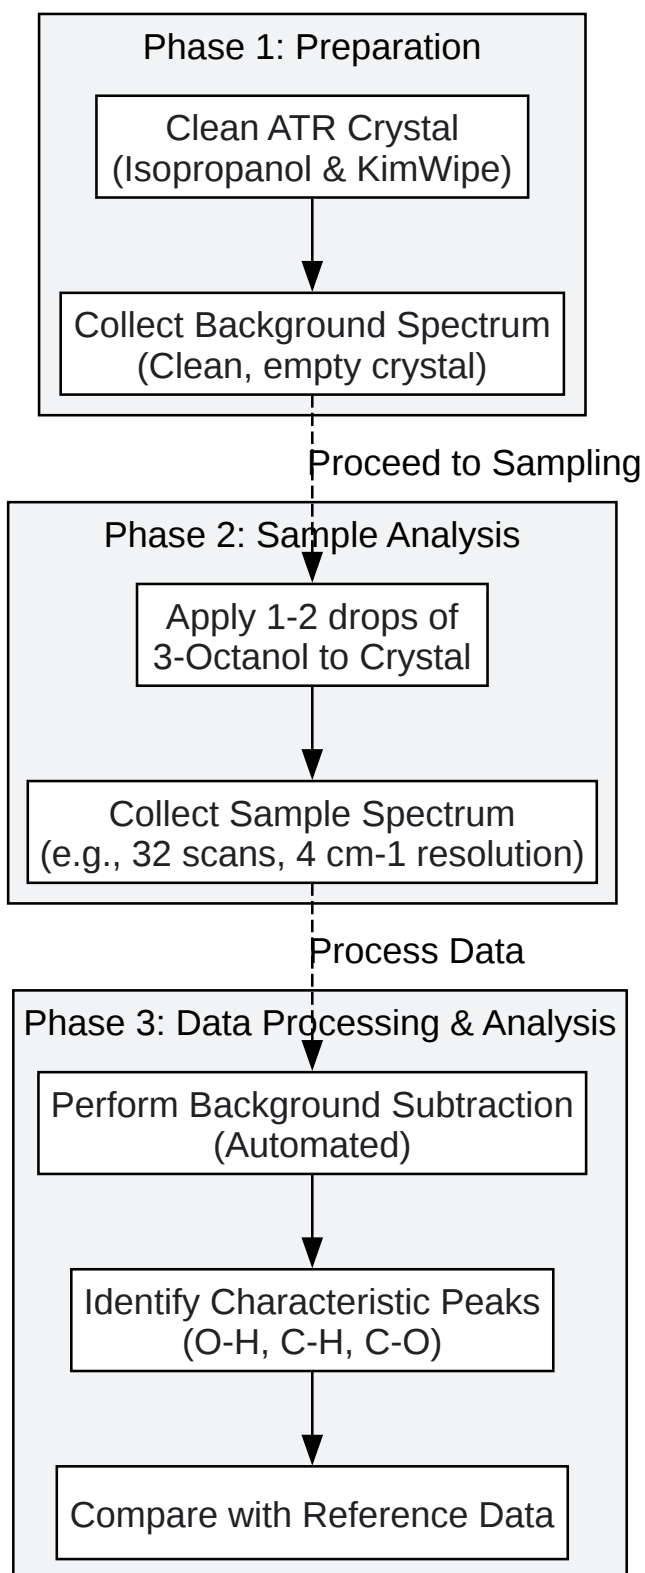 Phase 1: Preparation
Clean ATR Crystal
(Isopropanol & KimWipe)
Collect Background Spectrum
(Clean, empty crystal)
Proceed to Sampling
Phase 2: Sample Analysis
Apply 1-2 drops of
3-Octanol to Crystal
Collect Sample Spectrum
(e.g., 32 scans, 4 cm-1 resolution)
Process Data
Phase 3: Data Processing & Analysis
Perform Background Subtraction
(Automated)
Identify Characteristic Peaks
(O-H, C-H, C-O)
Compare with Reference Data